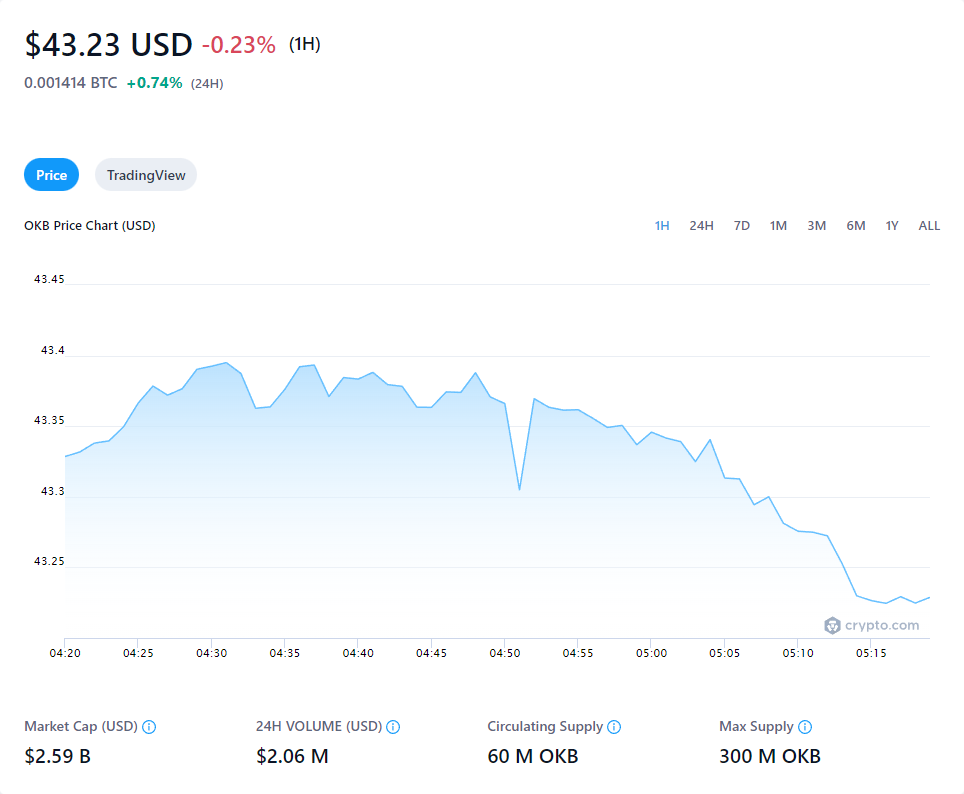 $43.23 USD -0.23% (1H)
0.001414 BTC +0.74% (24H)
Price TradingView
OKB Price Chart (USD) 1H 24H 7D 1M 3M 6M 1Y ALL
43.45
43.4
43.35
43.3
43.25
crypto.com
04:20 04:25 04:30 04:35 04:40 04:45 04:50 04:55 05:00 05:05 05:10 05:15
Market Cap (USD) 24H VOLUME (USD) Circulating Supply Max Supply
$2.59 B $2.06 M 60 M OKB 300 M OKB